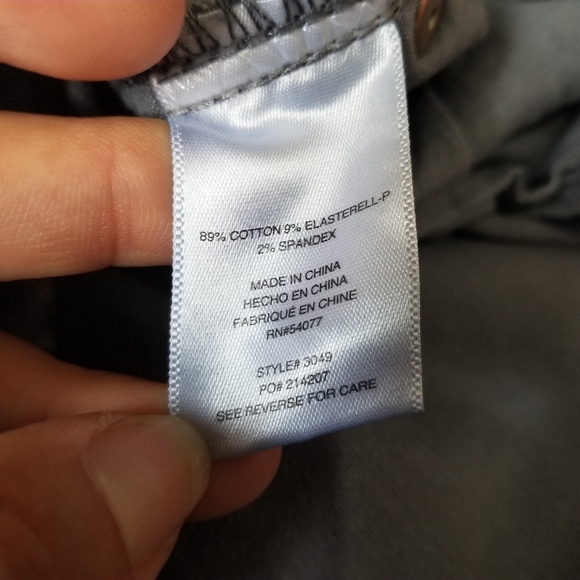 89% COTTON 9% ELASTERELL-P
2% SPANDEX
MADE IN CHINA
HECHO EN CHINA
FABRIQUÉ EN CHINE
RN#54077
STYLE# 3049
PO# 214207
SEE REVERSE FOR CARE